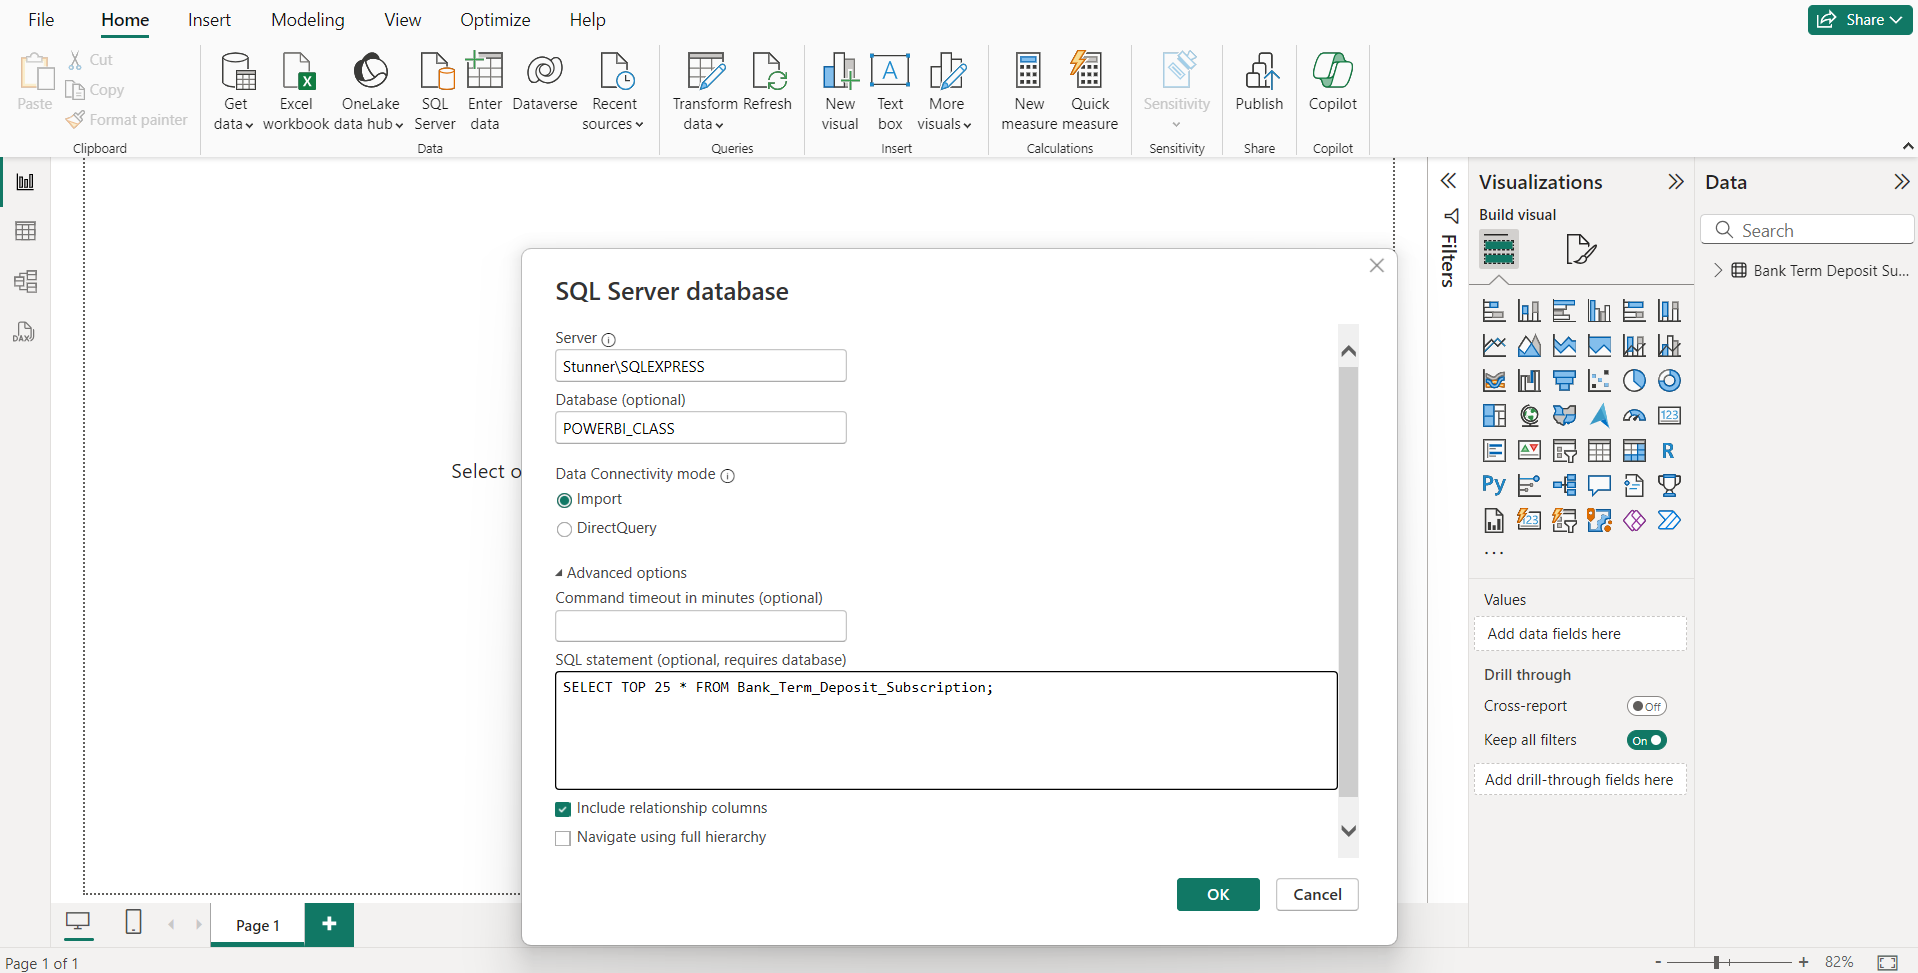 File Home Insert Modeling View Optimize Help Share
Paste
Cut
Copy
Format painter
Clipboard
Get data
Excel workbook
OneLake data hub
SQL Server
Enter data
Dataverse
Recent sources
Data
Transform data
Refresh
Queries
New visual
Text box
More visuals
Insert
New measure
Quick measure
Calculations
Sensitivity
Sensitivity
Publish
Share
Copilot
Copilot
Select o
SQL Server database
Server
Stunner\SQLEXPRESS
Database (optional)
POWERBI_CLASS
Data Connectivity mode
Import
DirectQuery
Advanced options
Command timeout in minutes (optional)
SQL statement (optional, requires database)
SELECT TOP 25 * FROM Bank_Term_Deposit_Subscription;
Include relationship columns
Navigate using full hierarchy
OK Cancel
Filters
Visualizations
Build visual
123
R
Py
123
...
Values
Add data fields here
Drill through
Cross-report Off
Keep all filters On
Add drill-through fields here
Data
Search
Bank Term Deposit Su...
DAX
Page 1 +
Page 1 of 1
- + 82%